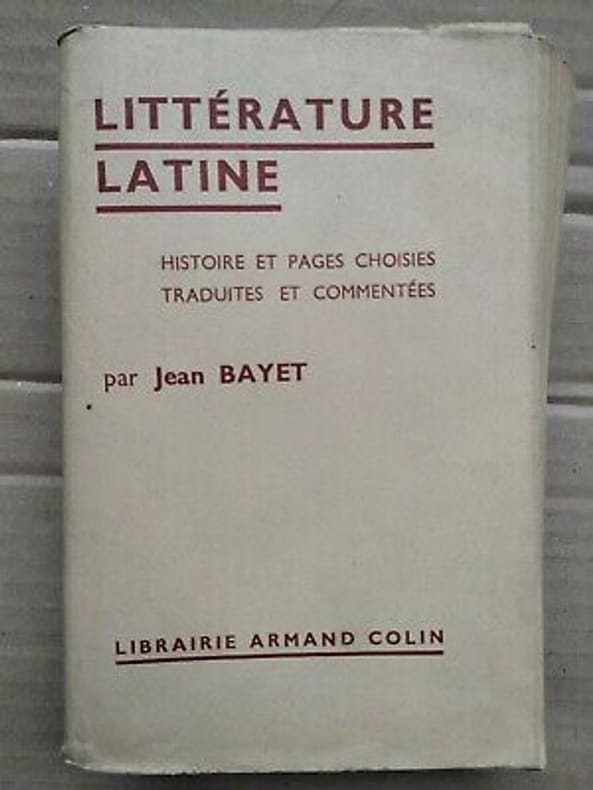 LITTÉRATURE
LATINE
HISTOIRE ET PAGES CHOISIES
TRADUITES ET COMMENTÉES
par Jean BAYET
LIBRAIRIE ARMAND COLIN